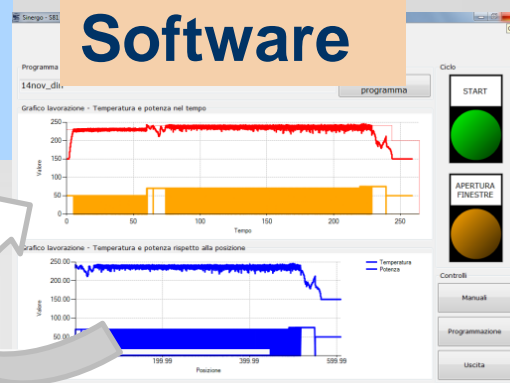 Software
Sinergo - S81
Programma
14nov_dir
programma
Ciclo
START
APERTURA
FINESTRE
Grafico lavorazione - Temperatura e potenza nel tempo
250
200
150
100
50
0
Valore
0
50
100
150
200
250
Tempo
Grafico lavorazione - Temperatura e potenza rispetto alla posizione
250.00
200.00
150.00
100.00
50.00
Valore
199.99
399.99
599.99
Posizione
Temperatura
Potenza
Controlli
Manuali
Programmazione
Uscita